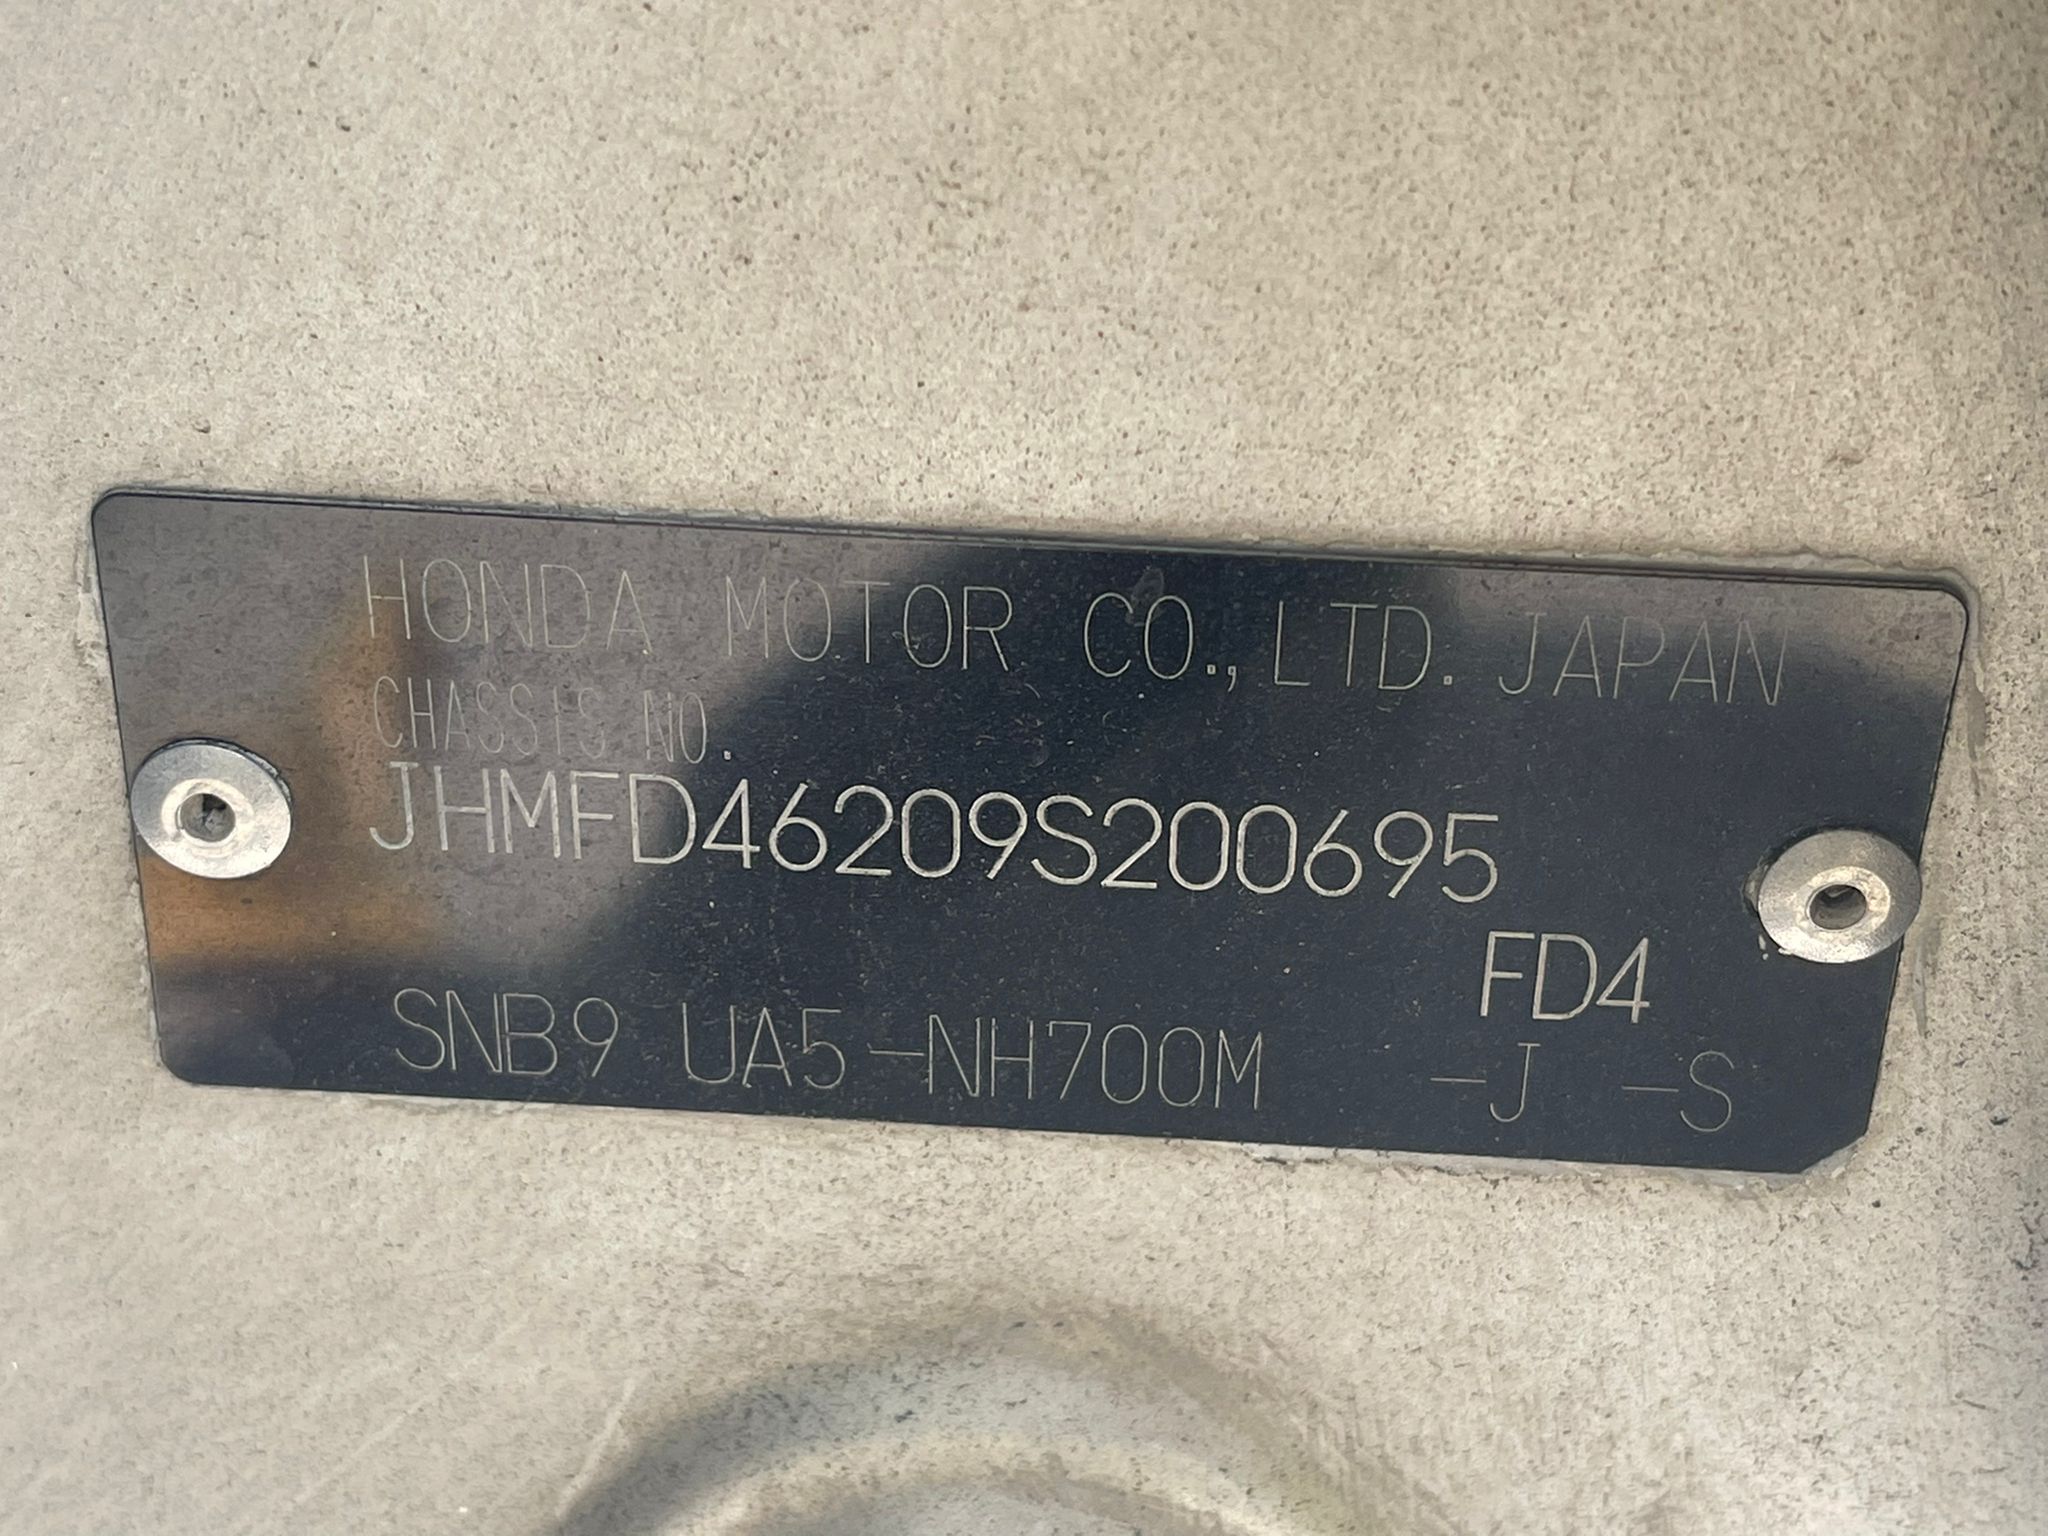 HONDA MOTOR CO.,LTD. JAPAN
CHASSIS NO.
JHMFD46209S200695
FD4
SNB9 UA5-NH700M -J -S